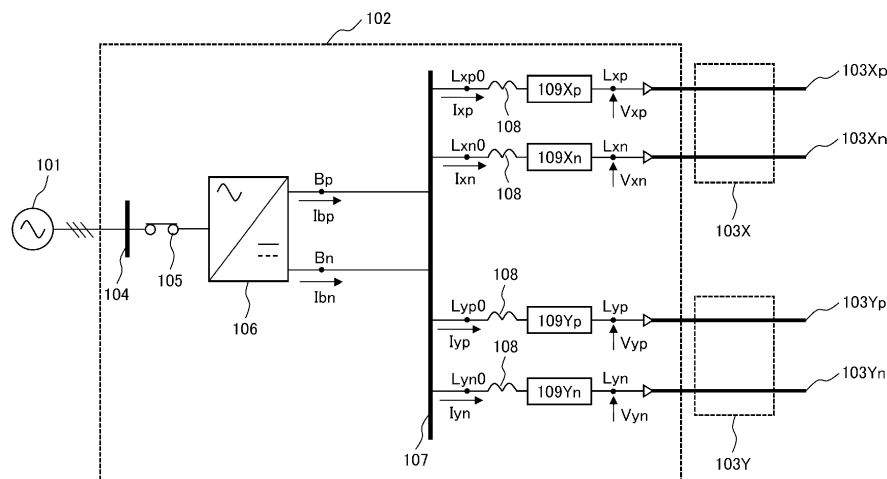 102
Lxp0
Lxp
103Xp
109Xp
Ixp
108
Vxp
Lxn0
Lxn
103Xn
109Xn
Ixn
108
Vxn
103X
101
Bp
Ibp
104
105
Bn
Ibn
106
108
Lyp0
Lyp
103Yp
109Yp
Iyp
108
Vyp
Lyn0
Lyn
103Yn
109Yn
Iyn
Vyn
107
103Y